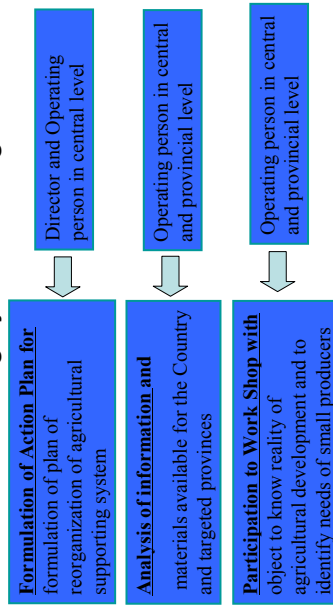 Formulation of Action Plan for
formulation of plan of
reorganization of agricultural
supporting system
Director and Operating
person in central level
Analysis of information and
materials available for the Country
and targeted provinces
Operating person in central
and provincial level
Participation to Work Shop with
object to know reality of
agricultural development and to
identify needs of small producers
Operating person in central
and provincial level